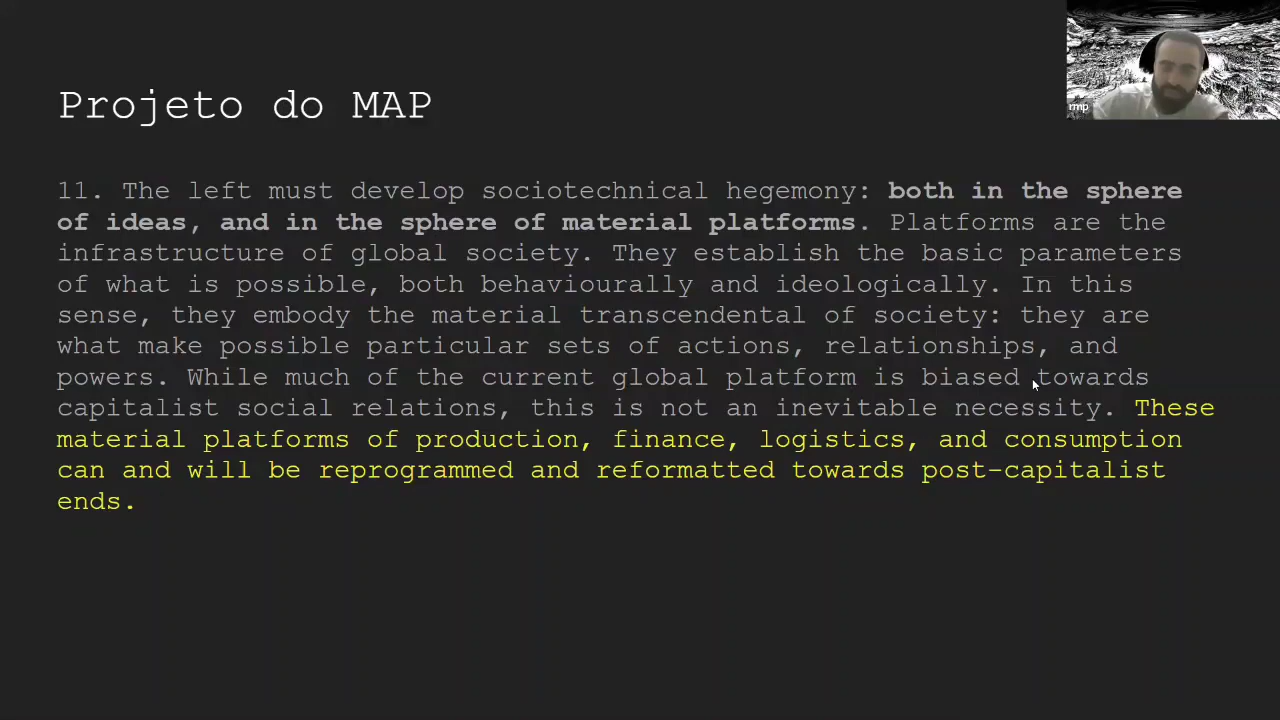 Projeto do MAP
rmp
11. The left must develop sociotechnical hegemony: both in the sphere
of ideas, and in the sphere of material platforms. Platforms are the
infrastructure of global society. They establish the basic parameters
of what is possible, both behaviourally and ideologically. In this
sense, they embody the material transcendental of society: they are
what make possible particular sets of actions, relationships, and
powers. While much of the current global platform is biased towards
capitalist social relations, this is not an inevitable necessity. These
material platforms of production, finance, logistics, and consumption
can and will be reprogrammed and reformatted towards post-capitalist
ends.